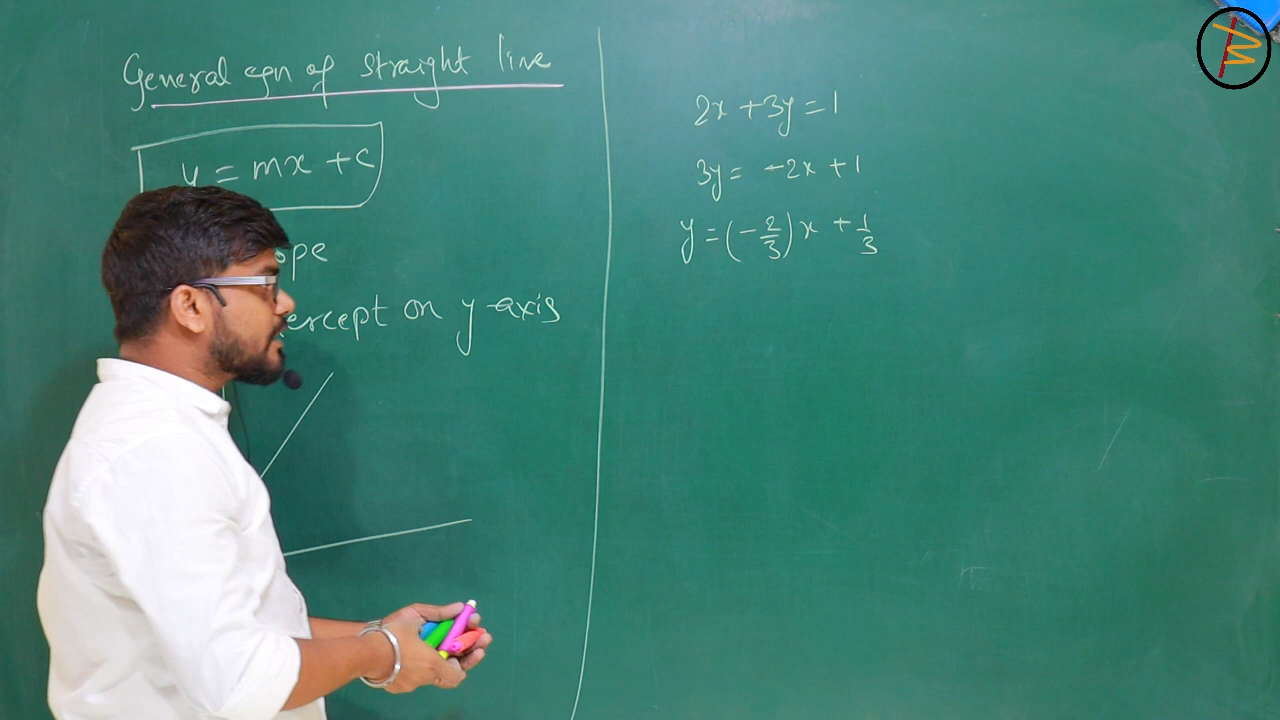 General eqn of straight line
y = mx + c
ope
ercept on y-axis
2x + 3y = 1
3y = -2x + 1
y = (-2/3)x + 1/3